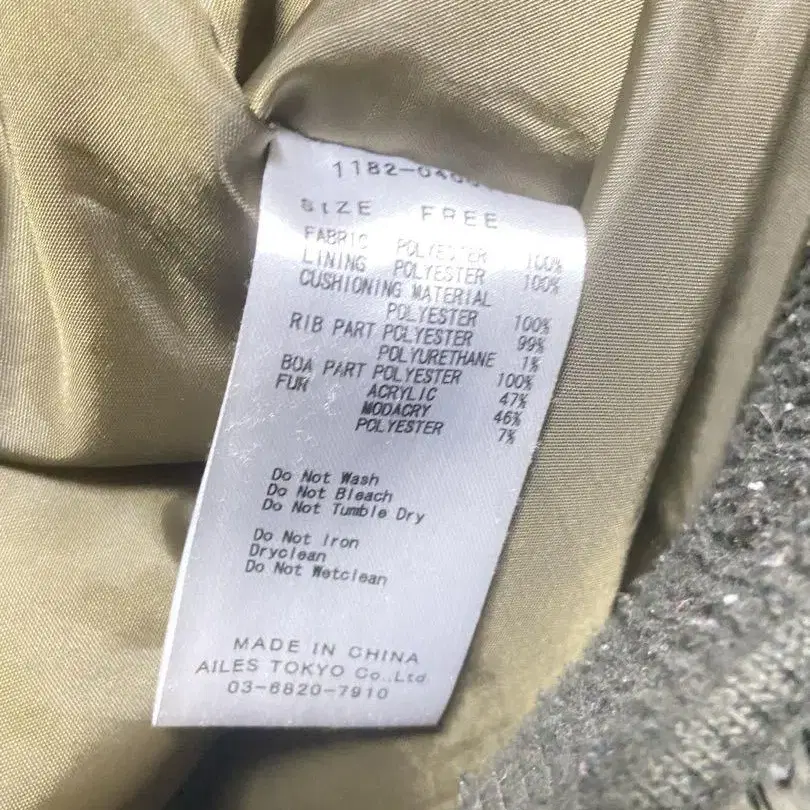 SIZE FREE
FABRIC POLYESTER 100%
LINING POLYESTER 100%
CUSHIONING MATERIAL
POLYESTER 100%
RIB PART POLYESTER 99%
POLYURETHANE 1%
BOA PART POLYESTER 100%
FUR ACRYLIC 47%
MODACRY 46%
POLYESTER 7%
Do Not Wash
Do Not Bleach
Do Not Tumble Dry
Do Not Iron
Dryclean
Do Not Wetclean
MADE IN CHINA
AILES TOKYO Co.,Ltd
03-6820-7910